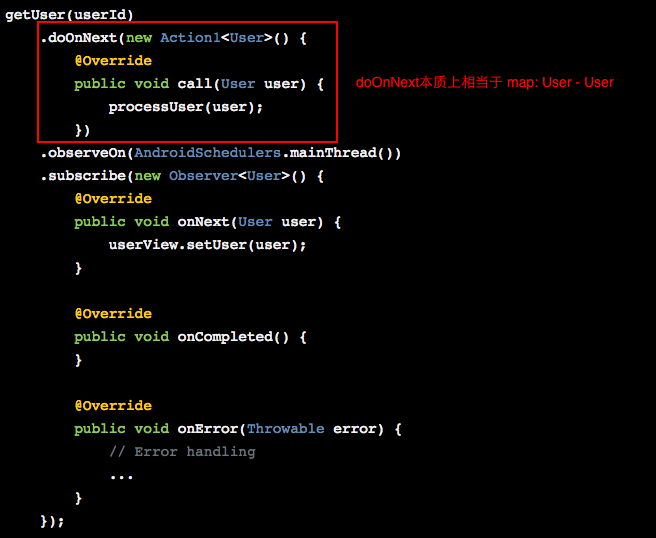 getUser(userId)
    .doOnNext(new Action1<User>() {
        @Override
        public void call(User user) {
            processUser(user);
        })
doOnNext本质上相当于 map: User - User
    .observeOn(AndroidSchedulers.mainThread())
    .subscribe(new Observer<User>() {
        @Override
        public void onNext(User user) {
            userView.setUser(user);
        }

        @Override
        public void onCompleted() {
        }

        @Override
        public void onError(Throwable error) {
            // Error handling
            ...
        }
    });